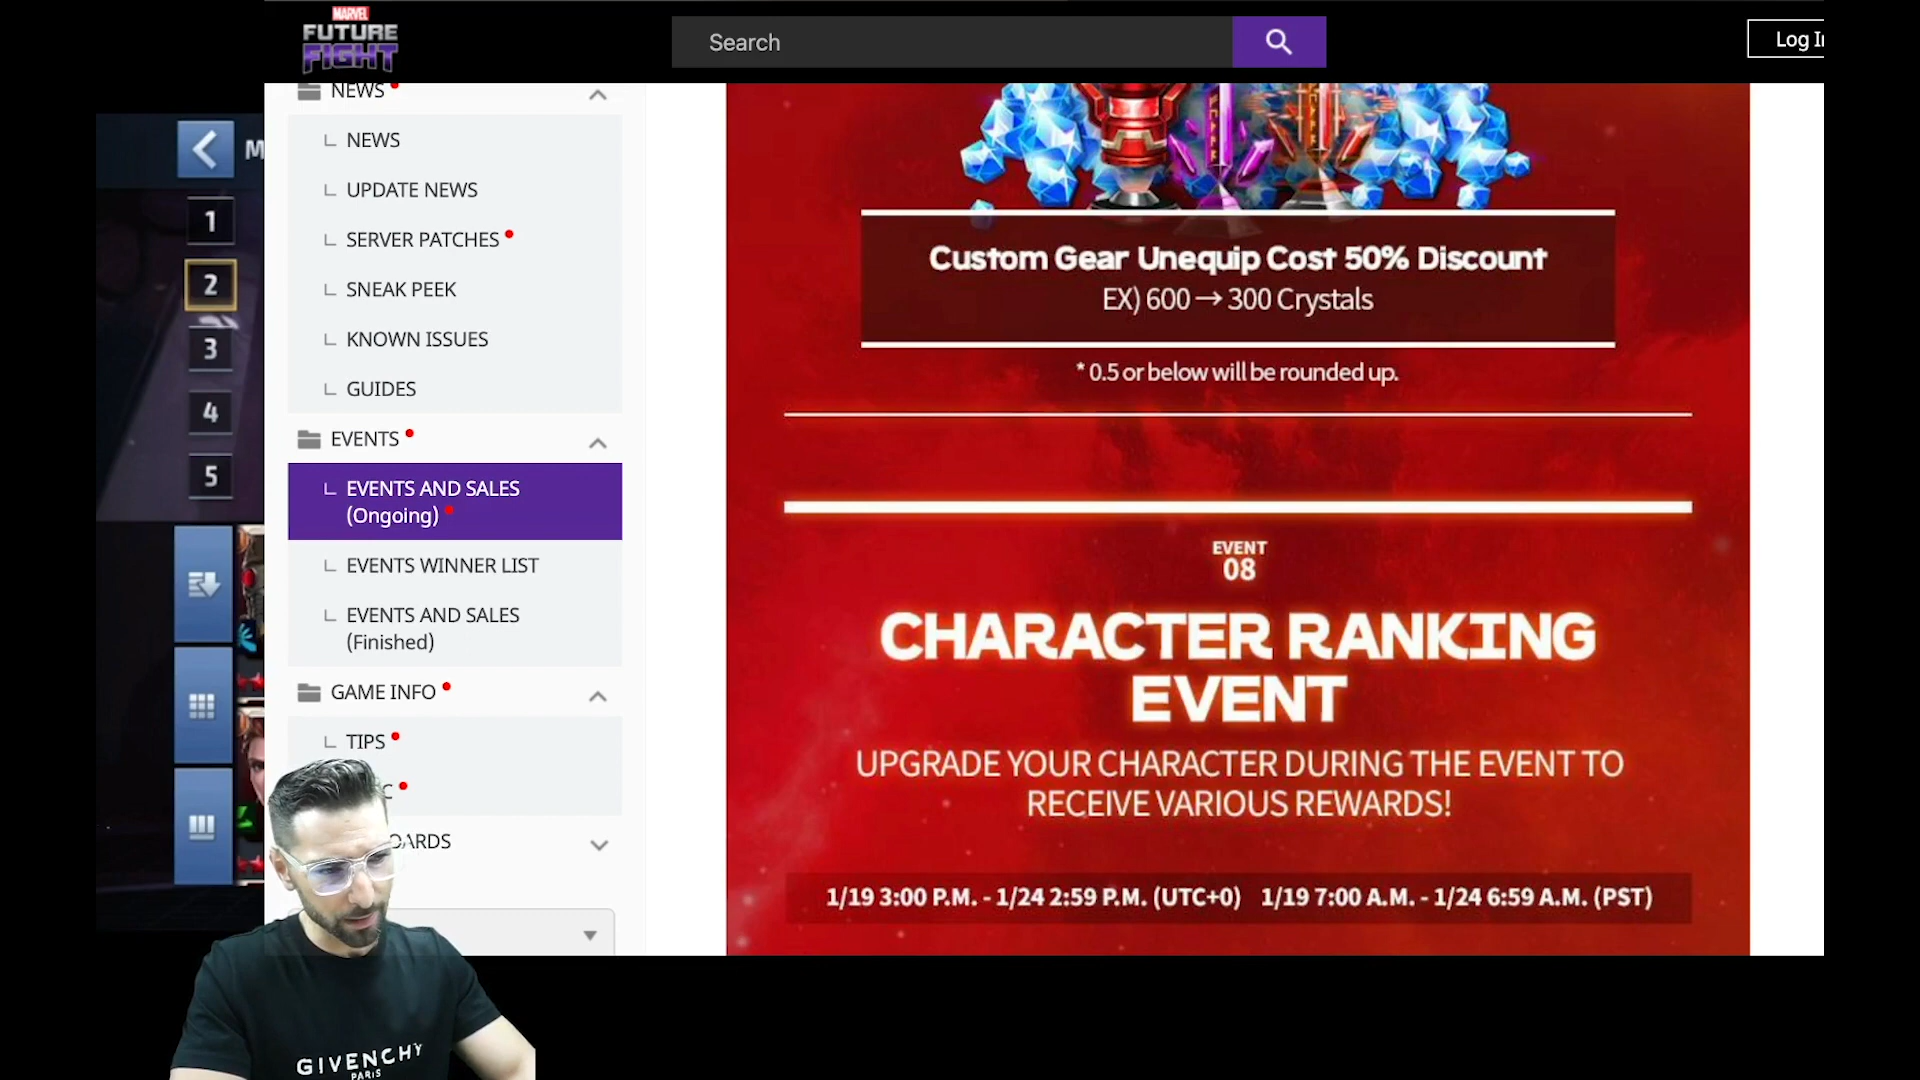 MARVEL
FUTURE
FIGHT
Search
M
1
2
3
4
5
NEWS
NEWS
UPDATE NEWS
SERVER PATCHES
SNEAK PEEK
KNOWN ISSUES
GUIDES
EVENTS
EVENTS AND SALES
(Ongoing)
EVENTS WINNER LIST
EVENTS AND SALES
(Finished)
GAME INFO
TIPS
Custom Gear Unequip Cost 50% Discount
EX) 600 → 300 Crystals
* 0.5 or below will be rounded up.
EVENT
08
CHARACTER RANKING
EVENT
UPGRADE YOUR CHARACTER DURING THE EVENT TO
RECEIVE VARIOUS REWARDS!
1/19 3:00 P.M. - 1/24 2:59 P.M. (UTC+0) 1/19 7:00 A.M. - 1/24 6:59 A.M. (PST)
GIVENCHY
PARIS